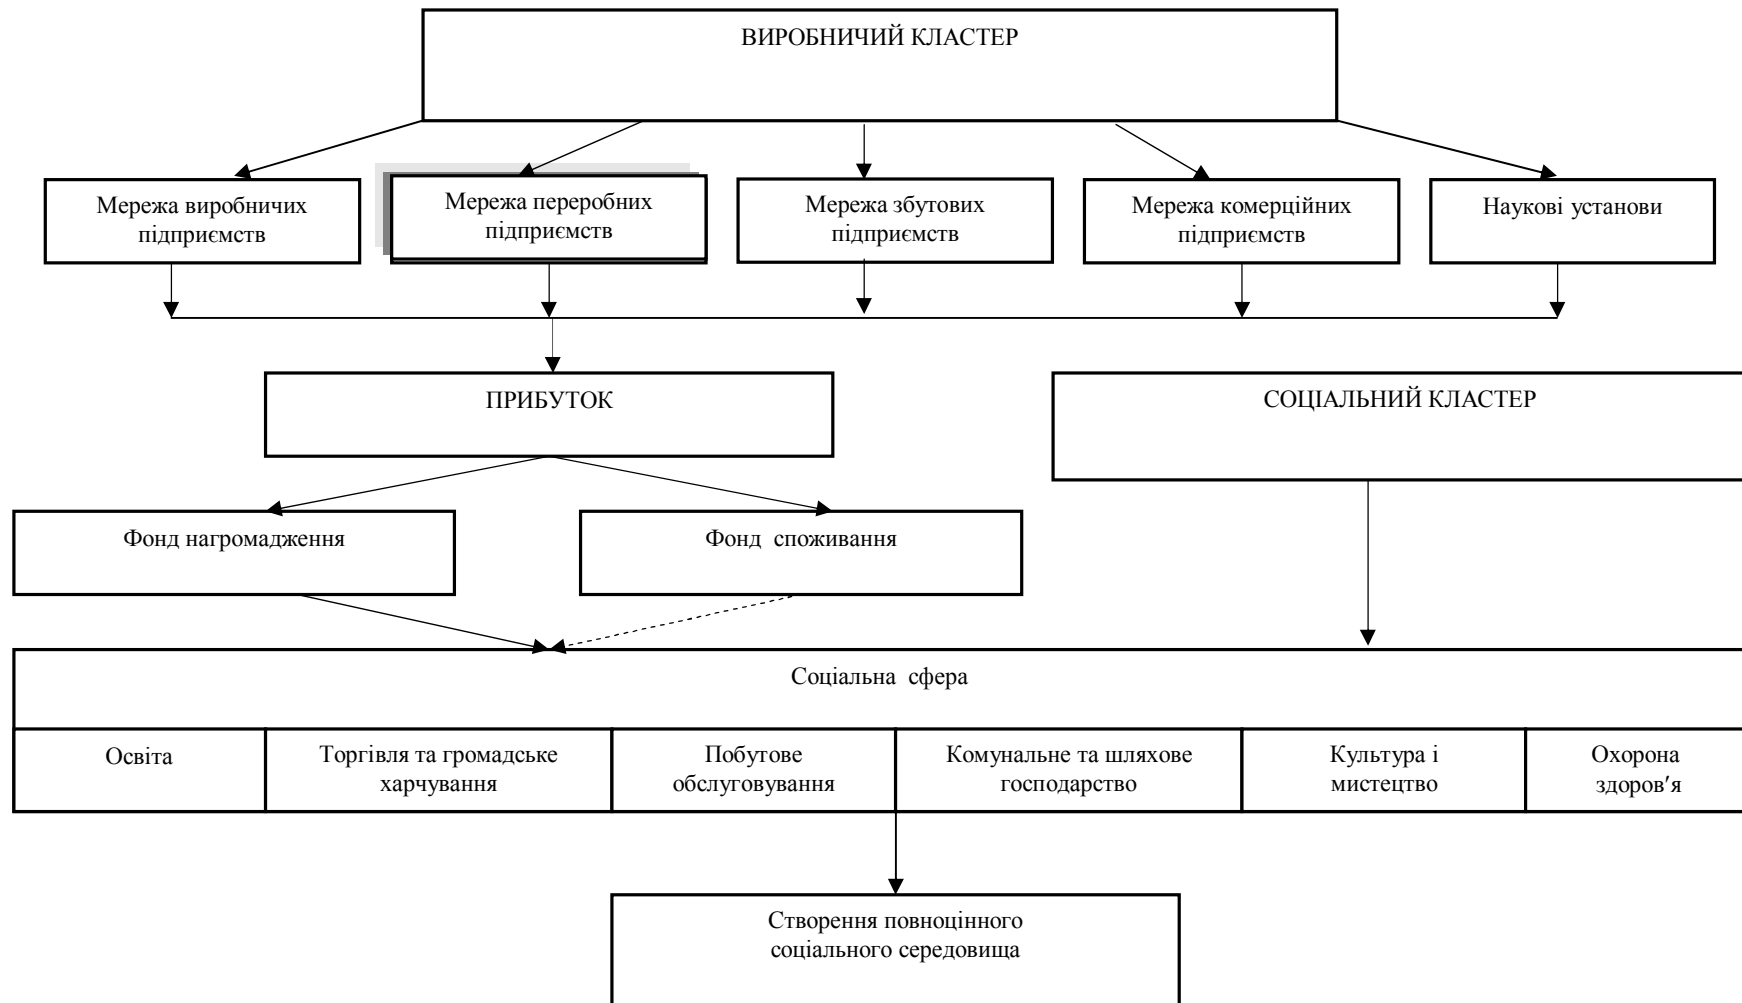 ВИРОБНИЧИЙ КЛАСТЕР
Мережа виробничих
підприємств
Мережа переробних
підприємств
Мережа збутових
підприємств
Мережа комерційних
підприємств
Наукові установи
ПРИБУТОК
СОЦІАЛЬНИЙ КЛАСТЕР
Фонд нагромадження
Фонд споживання
Соціальна сфера
Освіта
Торгівля та громадське
харчування
Побутове
обслуговування
Комунальне та шляхове
господарство
Культура і
мистецтво
Охорона
здоров'я
Створення повноцінного
соціального середовища